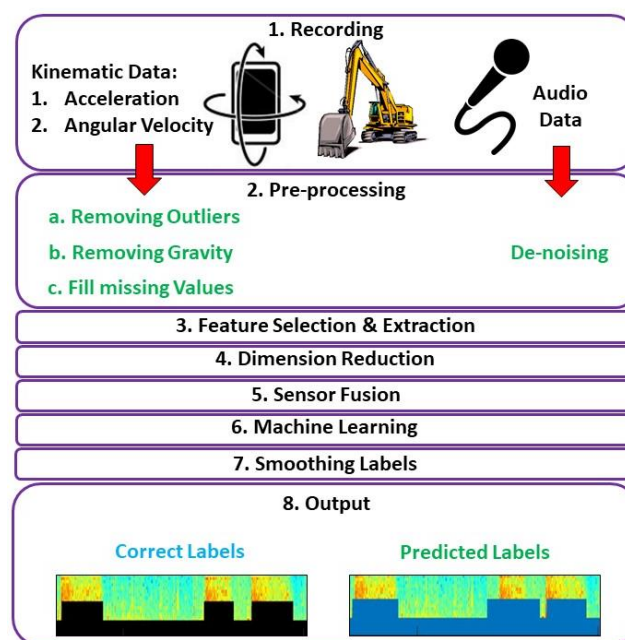 1. Recording
Kinematic Data:
1. Acceleration
2. Angular Velocity
Audio
Data
2. Pre-processing
a. Removing Outliers
b. Removing Gravity
c. Fill missing Values
De-noising
3. Feature Selection & Extraction
4. Dimension Reduction
5. Sensor Fusion
6. Machine Learning
7. Smoothing Labels
8. Output
Correct Labels
Predicted Labels